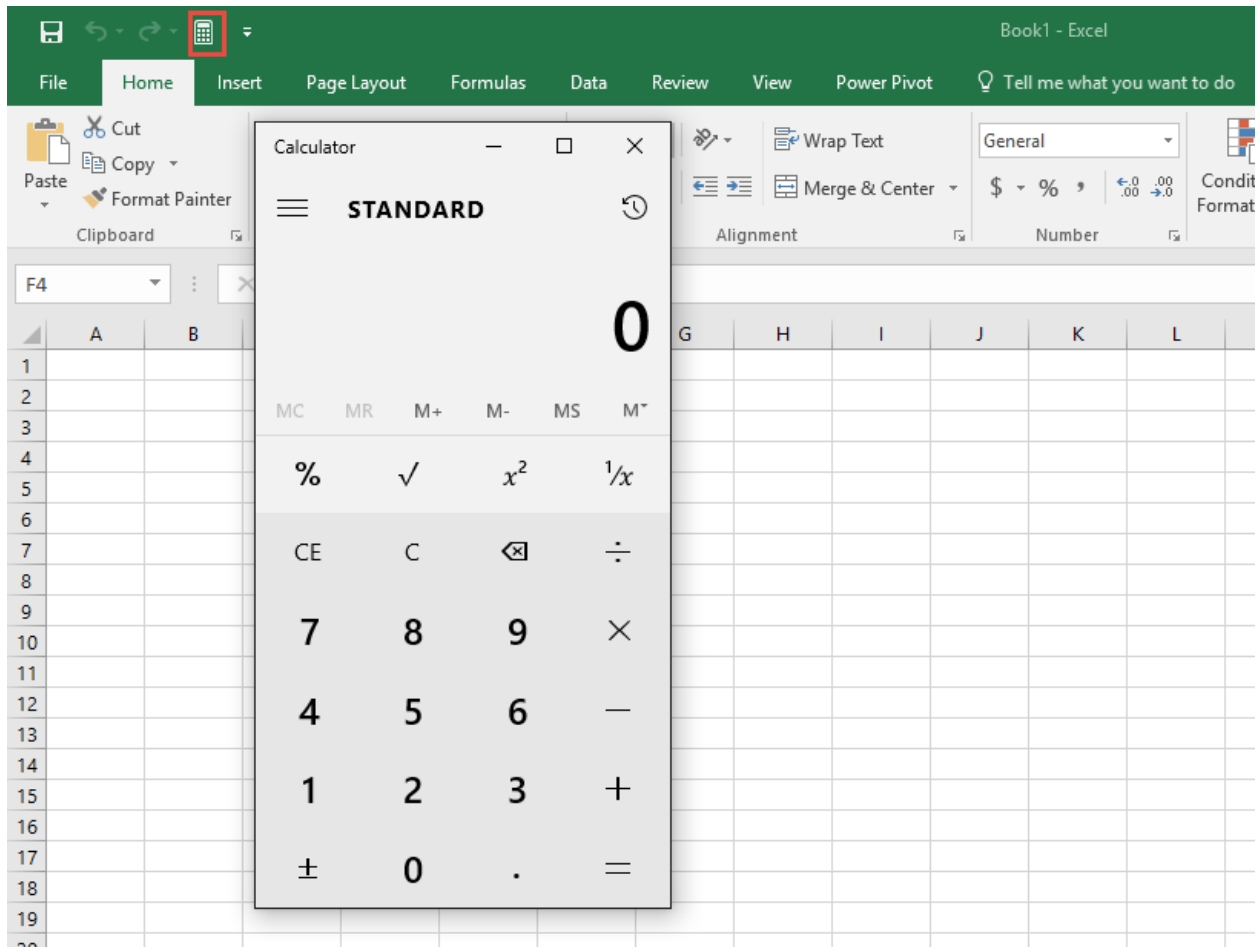 Book1 - Excel
File Home Insert Page Layout Formulas Data Review View Power Pivot Tell me what you want to do
Cut
Copy
Paste
Format Painter
Clipboard
Wrap Text
Merge & Center
Alignment
General
$ % , .0 .00 .00 .0
Number
Condit
Format
F4
Calculator
STANDARD
0
MC MR M+ M- MS M
% √ x² ¹/x
CE C ÷
7 8 9 ×
4 5 6 −
1 2 3 +
± 0 . =
A B G H I J K L
1
2
3
4
5
6
7
8
9
10
11
12
13
14
15
16
17
18
19